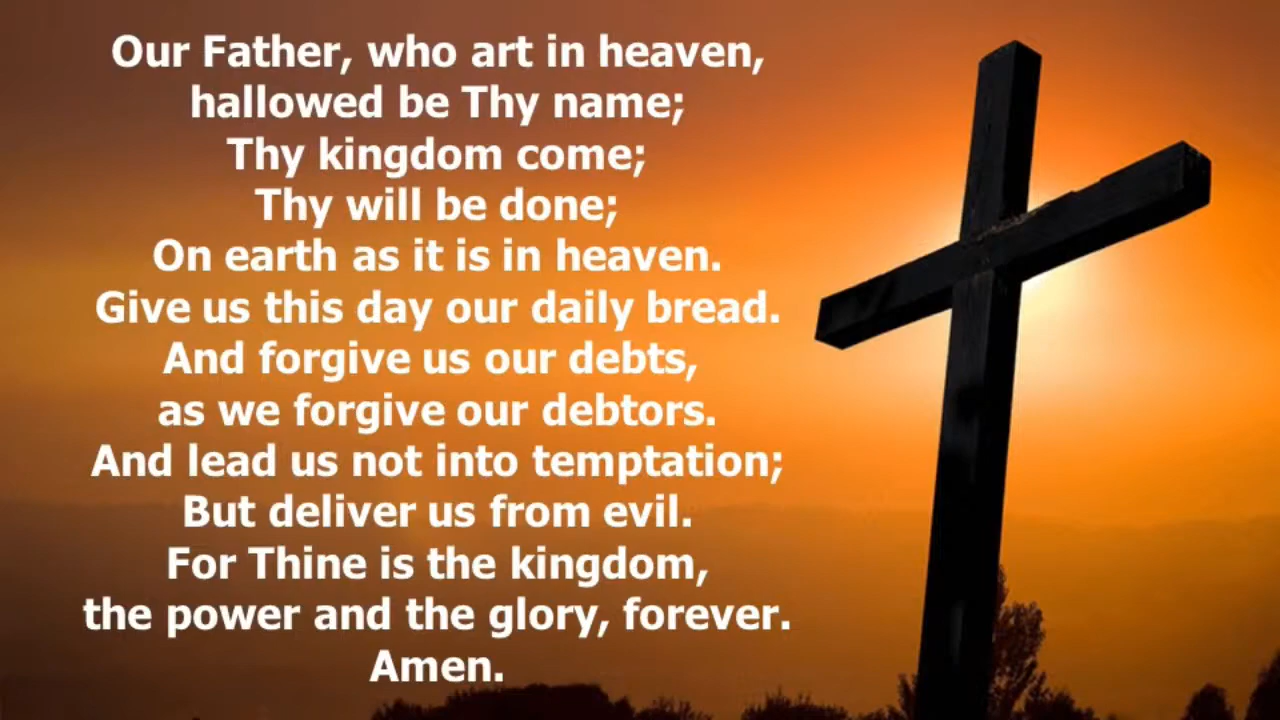 Our Father, who art in heaven,
hallowed be Thy name;
Thy kingdom come;
Thy will be done;
On earth as it is in heaven.
Give us this day our daily bread.
And forgive us our debts,
as we forgive our debtors.
And lead us not into temptation;
But deliver us from evil.
For Thine is the kingdom,
the power and the glory, forever.
Amen.